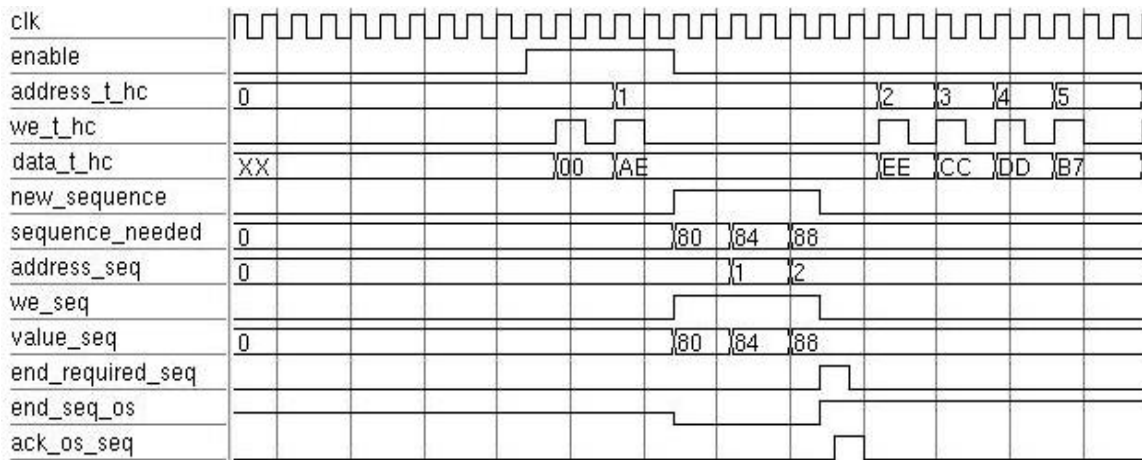 clk
enable
address_t_hc 0 1 2 3 4 5
we_t_hc
data_t_hc XX 00 AE EE CC DD B7
new_sequence
sequence_needed 0 80 84 88
address_seq 0 1 2
we_seq
value_seq 0 80 84 88
end_required_seq
end_seq_os
ack_os_seq